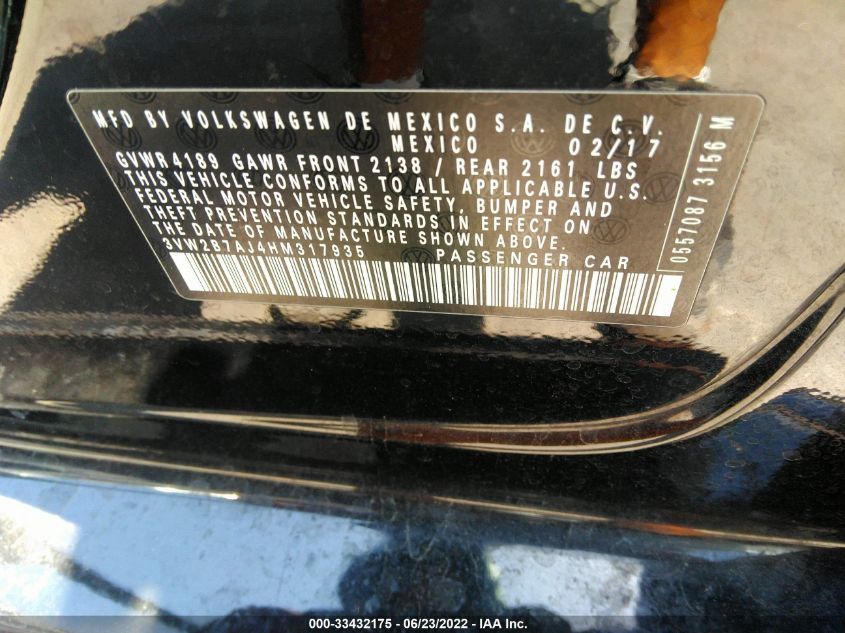 MFD BY VOLKSWAGEN DE MEXICO S.A. DE C.V.
MEXICO 02/17
GVWR 4189 GAWR FRONT 2138 / REAR 2161 LBS
THIS VEHICLE CONFORMS TO ALL APPLICABLE U.S.
FEDERAL MOTOR VEHICLE SAFETY, BUMPER AND
THEFT PREVENTION STANDARDS IN EFFECT ON
THE DATE OF MANUFACTURE SHOWN ABOVE.
3VW2B7AJ4HM317935 PASSENGER CAR
0557087 3156 M
000-33432175 - 06/23/2022 - IAA Inc.